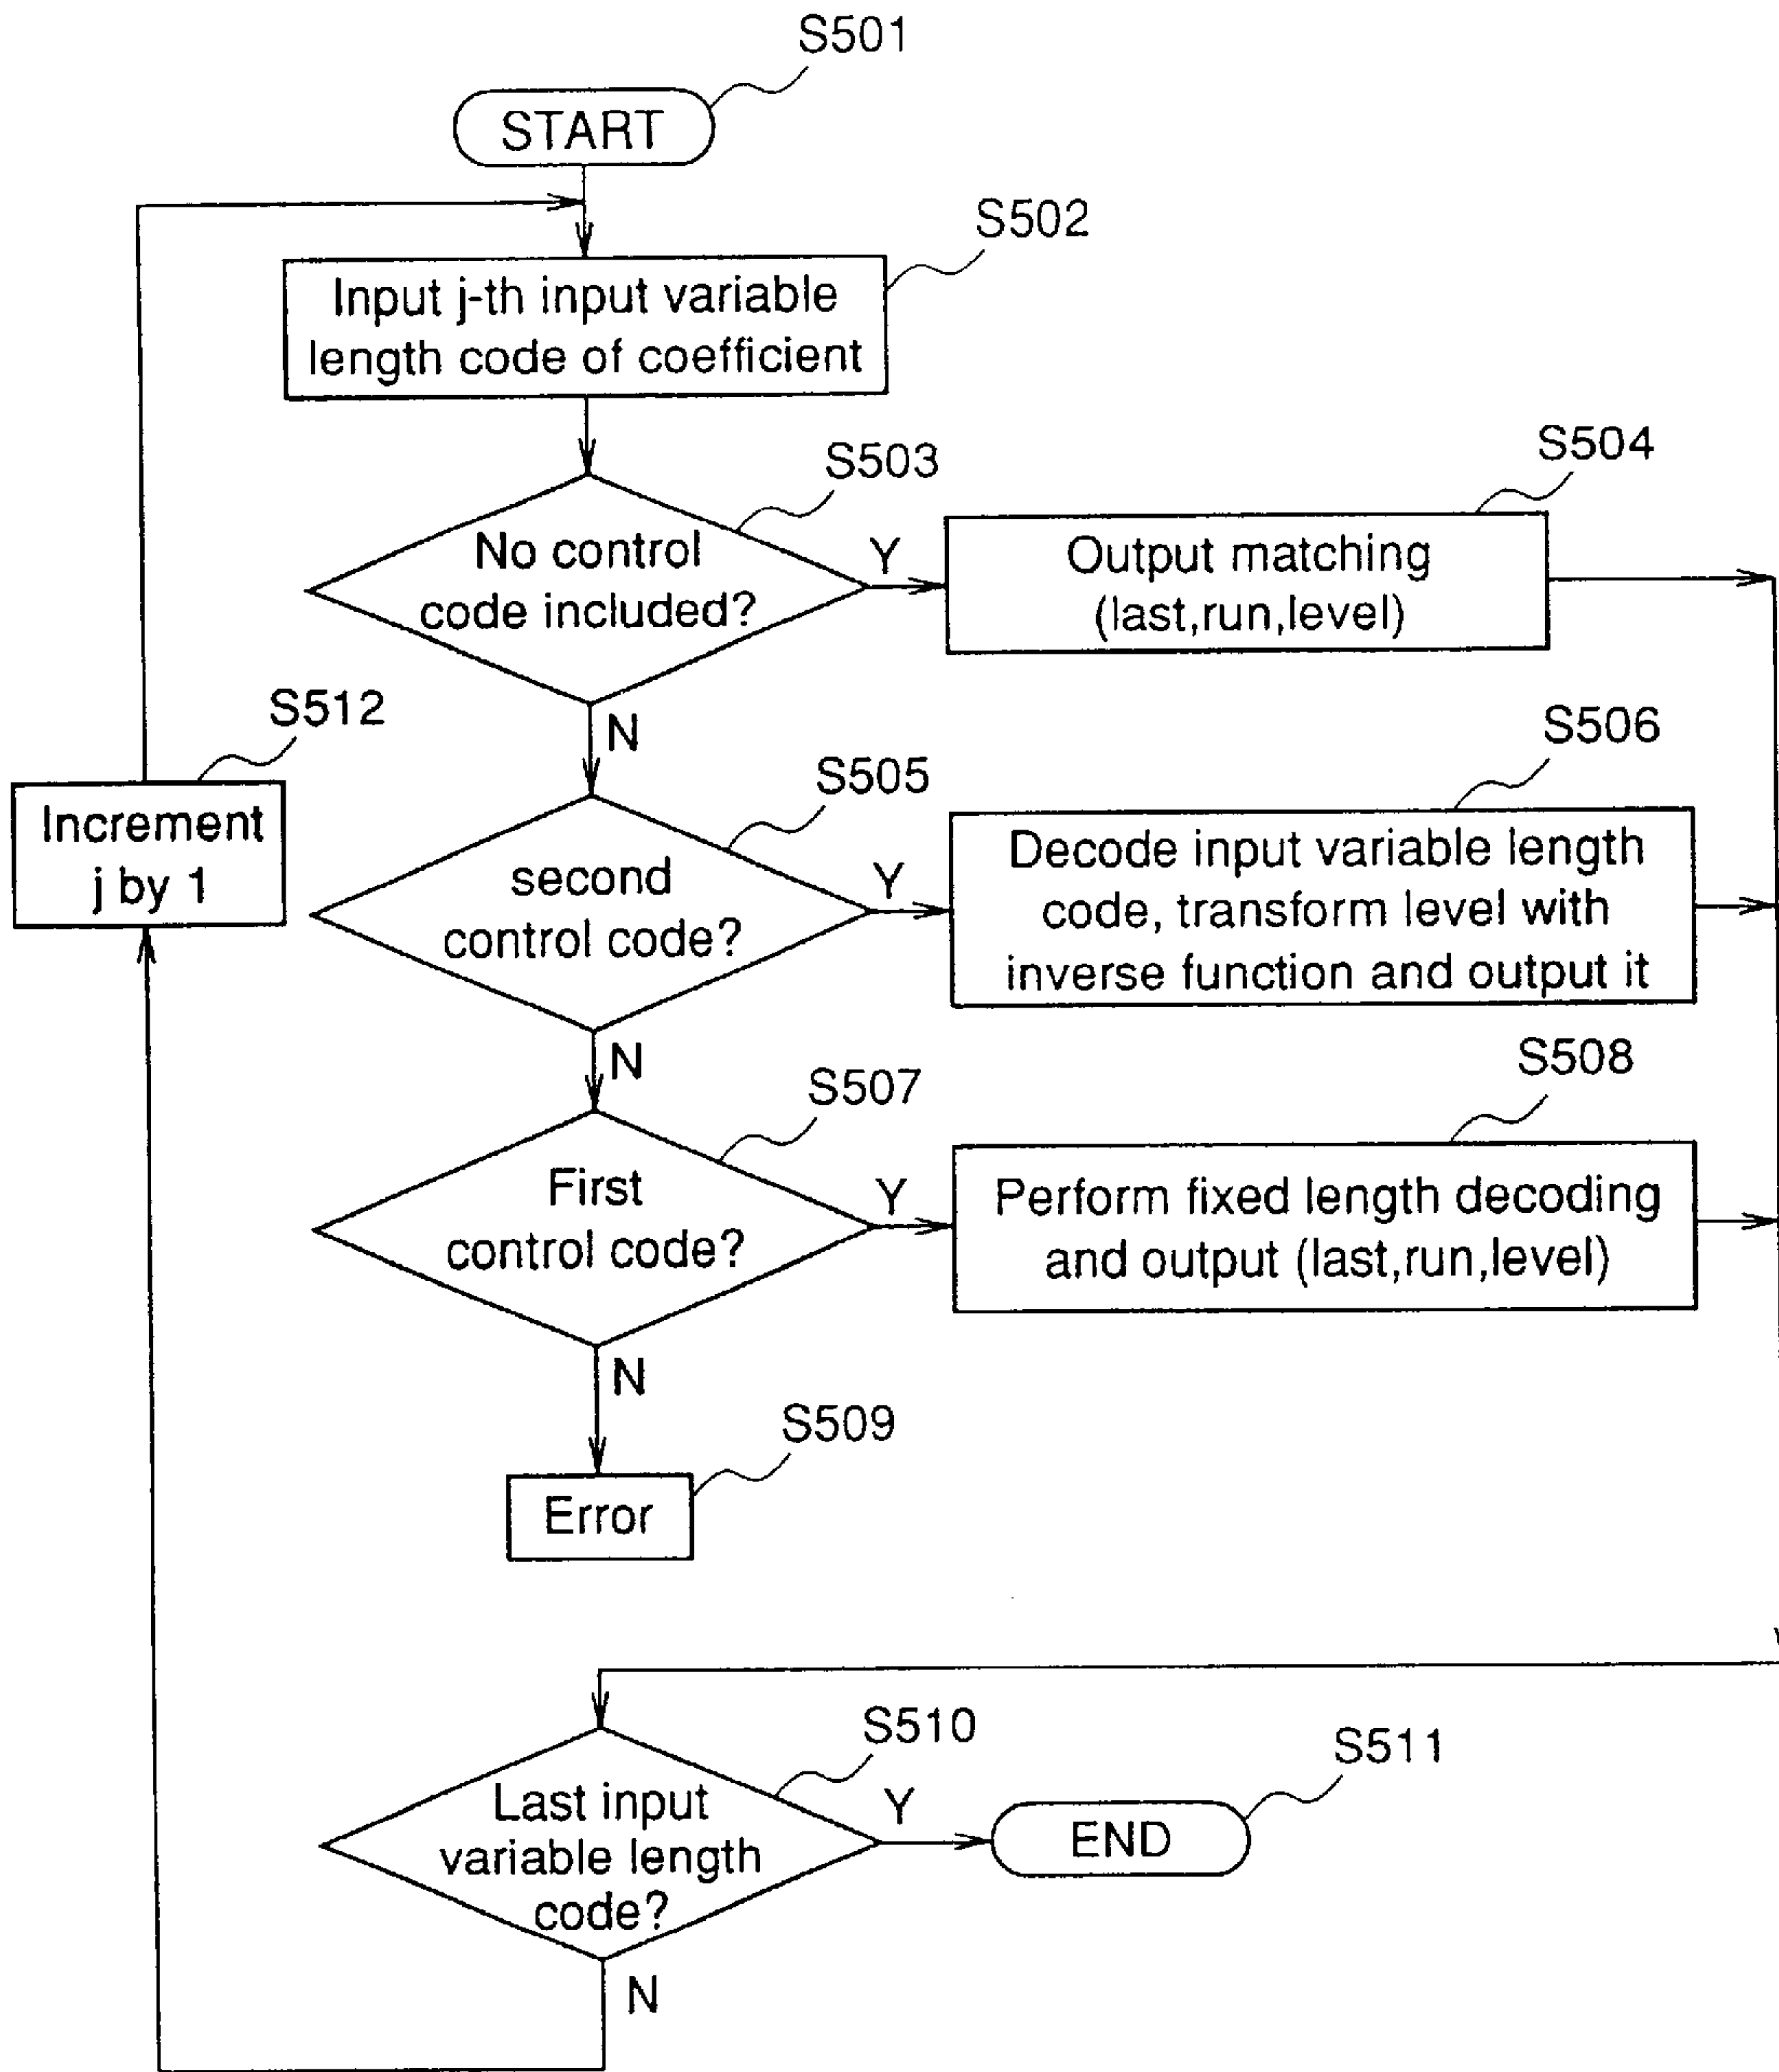 S501
START
S502
Input j-th input variable
length code of coefficient
S503
No control
code included?
Y
N
S504
Output matching
(last,run,level)
S512
Increment
j by 1
S505
second
control code?
Y
N
S506
Decode input variable length
code, transform level with
inverse function and output it
S507
First
control code?
Y
N
S508
Perform fixed length decoding
and output (last,run,level)
S509
Error
S510
Last input
variable length
code?
Y
N
S511
END